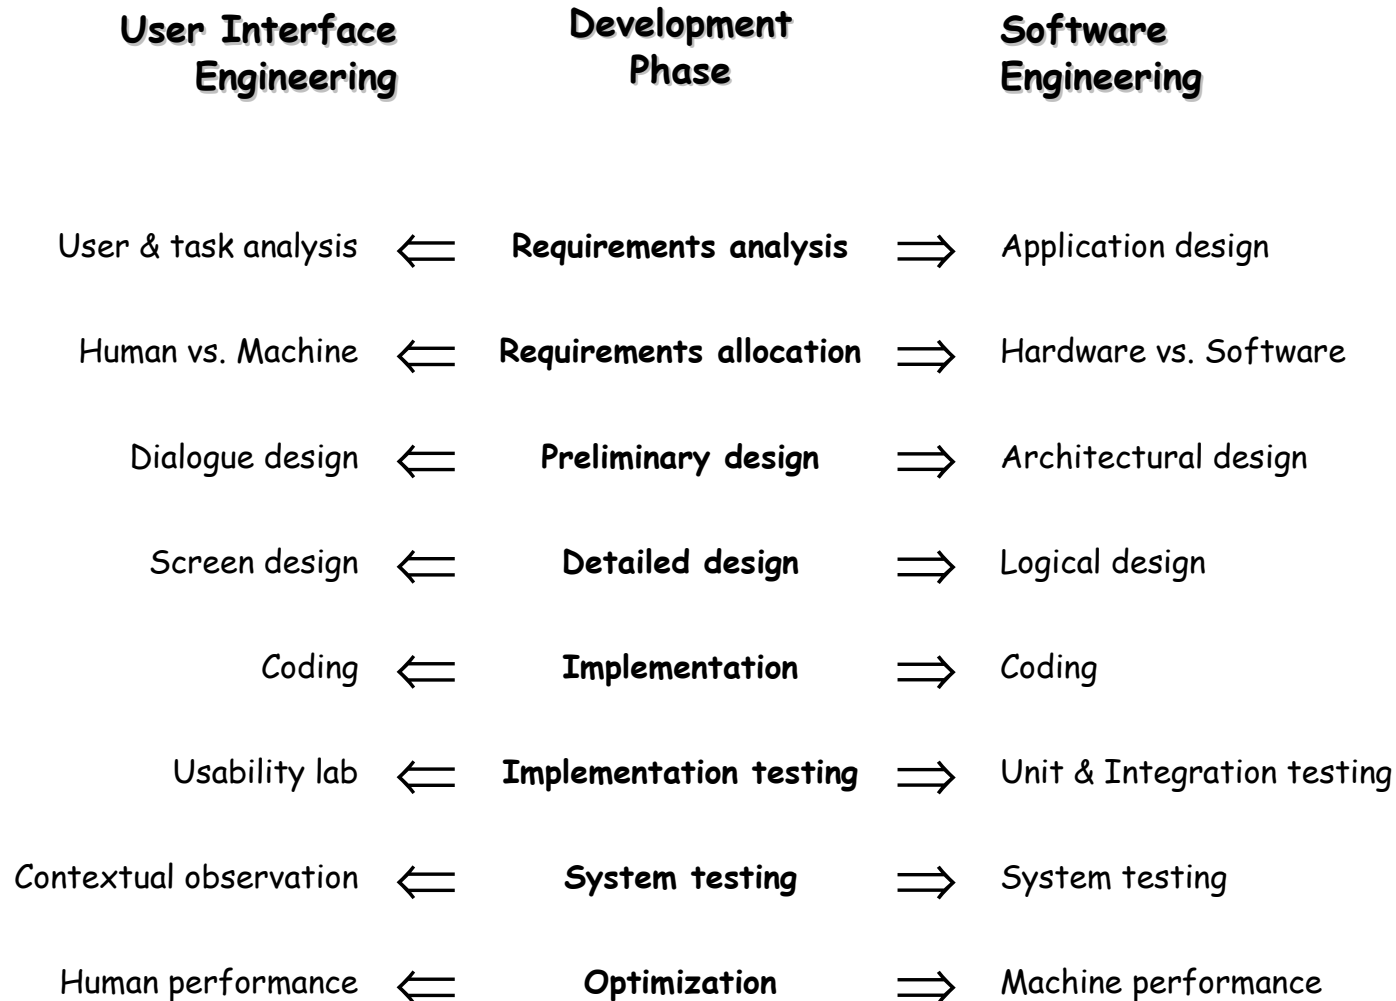 User Interface
Engineering
Development
Phase
Software
Engineering
User & task analysis ⇐ Requirements analysis ⇒ Application design
Human vs. Machine ⇐ Requirements allocation ⇒ Hardware vs. Software
Dialogue design ⇐ Preliminary design ⇒ Architectural design
Screen design ⇐ Detailed design ⇒ Logical design
Coding ⇐ Implementation ⇒ Coding
Usability lab ⇐ Implementation testing ⇒ Unit & Integration testing
Contextual observation ⇐ System testing ⇒ System testing
Human performance ⇐ Optimization ⇒ Machine performance